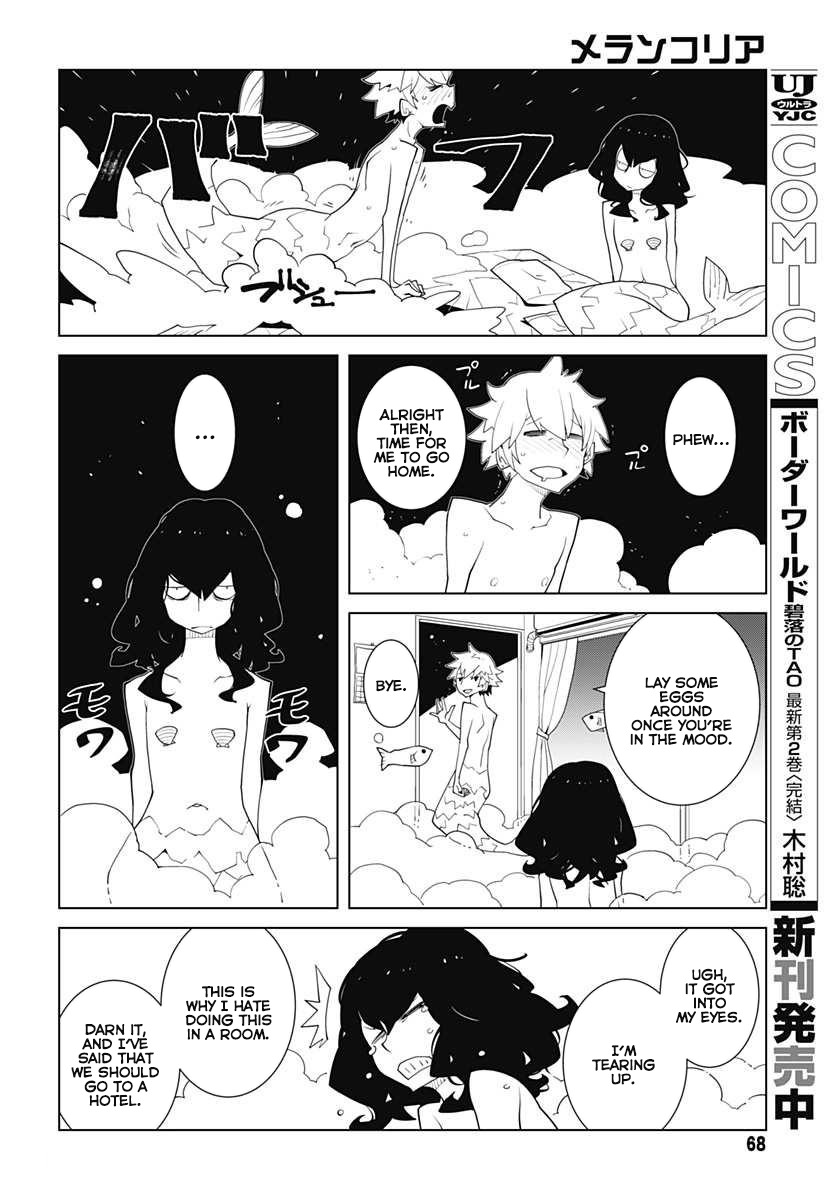 メランコリア
バフ
ブシュー
プル
PHEW...
ALRIGHT
THEN,
TIME FOR
ME TO GO
HOME.
プル
...
モワ
モワ
LAY SOME
EGGS
AROUND
ONCE YOU'RE
IN THE MOOD.
BYE.
UGH,
IT GOT
INTO
MY EYES.
I'M
TEARING
UP.
THIS IS
WHY I HATE
DOING THIS
IN A ROOM.
DARN IT,
AND I'VE
SAID THAT
WE SHOULD
GO TO A
HOTEL.
UJ
ウルトラ
YJC
COMICS
ボーダーワールド 碧落のTAO 最新第2巻〈完結〉 木村聡
新刊発売中
68